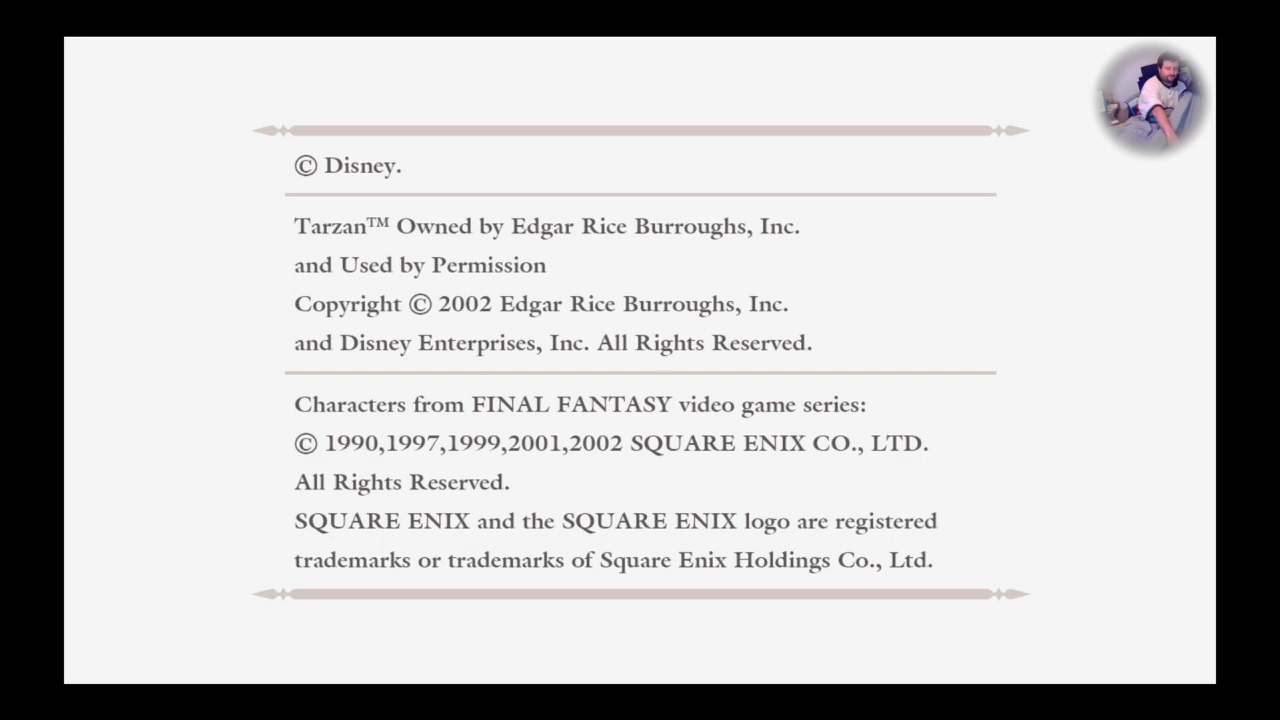 © Disney.
Tarzan™ Owned by Edgar Rice Burroughs, Inc.
and Used by Permission
Copyright © 2002 Edgar Rice Burroughs, Inc.
and Disney Enterprises, Inc. All Rights Reserved.
Characters from FINAL FANTASY video game series:
© 1990,1997,1999,2001,2002 SQUARE ENIX CO., LTD.
All Rights Reserved.
SQUARE ENIX and the SQUARE ENIX logo are registered
trademarks or trademarks of Square Enix Holdings Co., Ltd.